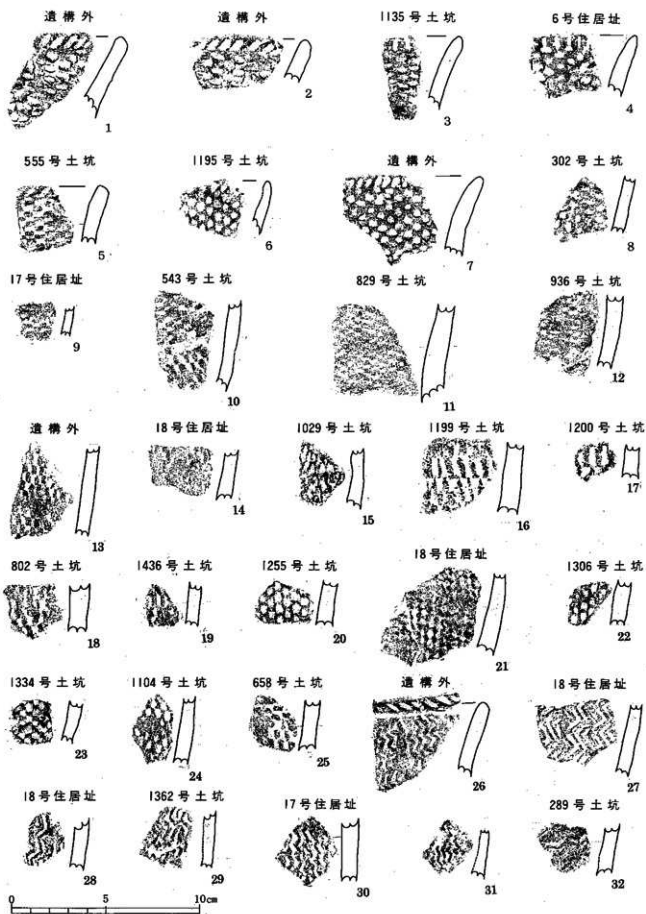 遺構外 遺構外 1135号土坑 6号住居址
1 2 3 4
555号土坑 1195号土坑 遺構外 302号土坑
5 6 7 8
17号住居址 543号土坑 829号土坑 936号土坑
9 10 11 12
遺構外 18号住居址 1029号土坑 1199号土坑 1200号土坑
13 14 15 16 17
802号土坑 1436号土坑 1255号土坑 18号住居址 1306号土坑
18 19 20 21 22
1334号土坑 1104号土坑 658号土坑 遺構外 18号住居址
23 24 25 26 27
18号住居址 1362号土坑 17号住居址 289号土坑
28 29 30 31 32
0 5 10cm